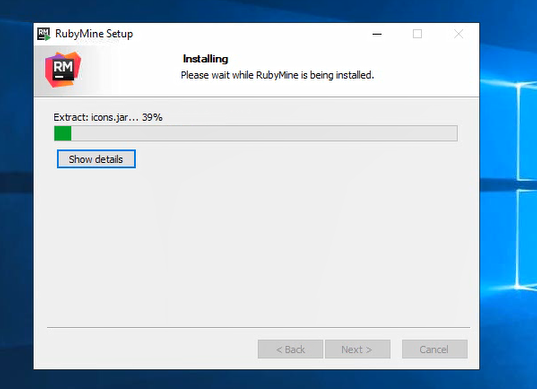 RM
RubyMine Setup
RM
Installing
Please wait while RubyMine is being installed.
Extract: icons.jar... 39%
Show details
< Back
Next >
Cancel